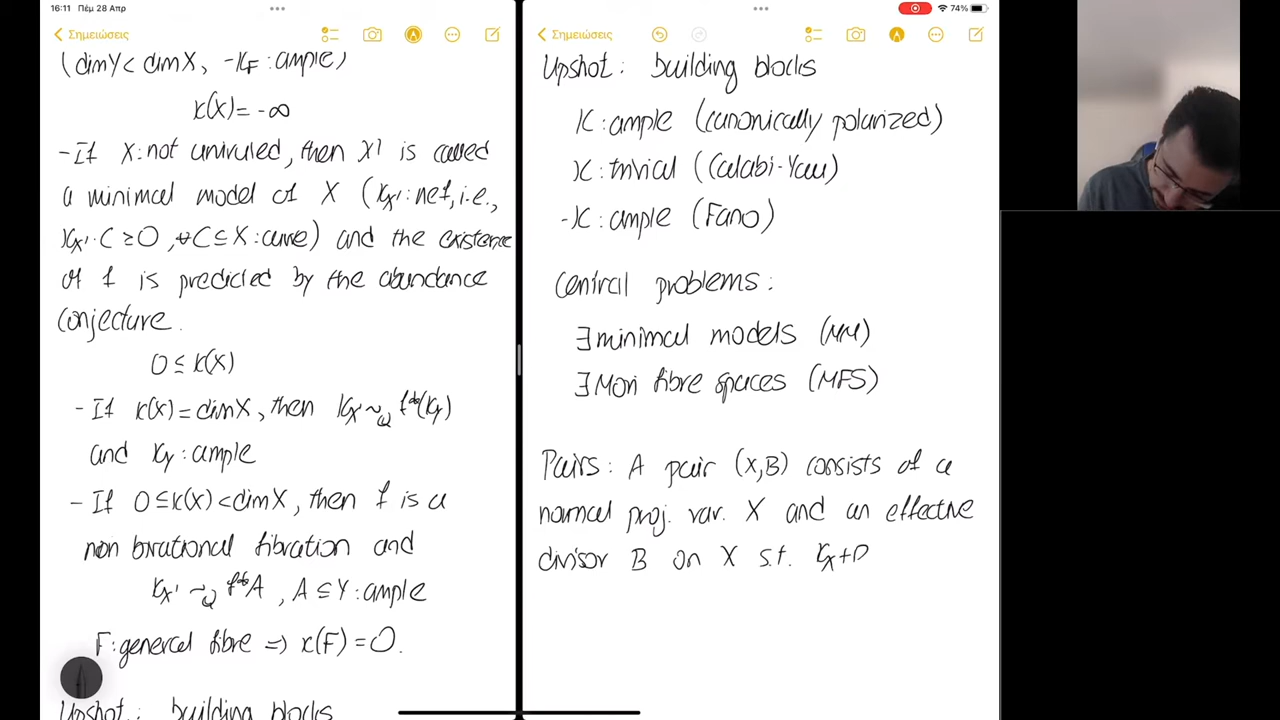 16:11 Πέμ 28 Απρ
Σημειώσεις
(dimY<dimX, -K_F:ample)
κ(X)=-∞
-If X:not uniruled, then X' is called
a minimal model of X (K_X':nef, i.e.,
K_X'·C≥0, ∀C⊆X:curve) and the existence
of f is predicted by the abundance
conjecture.
0≤κ(X)
-If κ(X)=dimX, then K_X'~_Q f*(K_Y)
and K_Y:ample
-If 0≤κ(X)<dimX, then f is a
non birational fibration and
K_X' ~_Q f*A, A⊆Y:ample
F:general fibre ⇒ κ(F)=0.
Upshot: building blocks
74%
Σημειώσεις
Upshot: building blocks
K:ample (canonically polarized)
K:trivial (Calabi-Yau)
-K:ample (Fano)
Central problems:
∃minimal models (MM)
∃Mori fibre spaces (MFS)
Pairs: A pair (X,B) consists of a
normal proj. var. X and an effective
divisor B on X s.t. K_X+